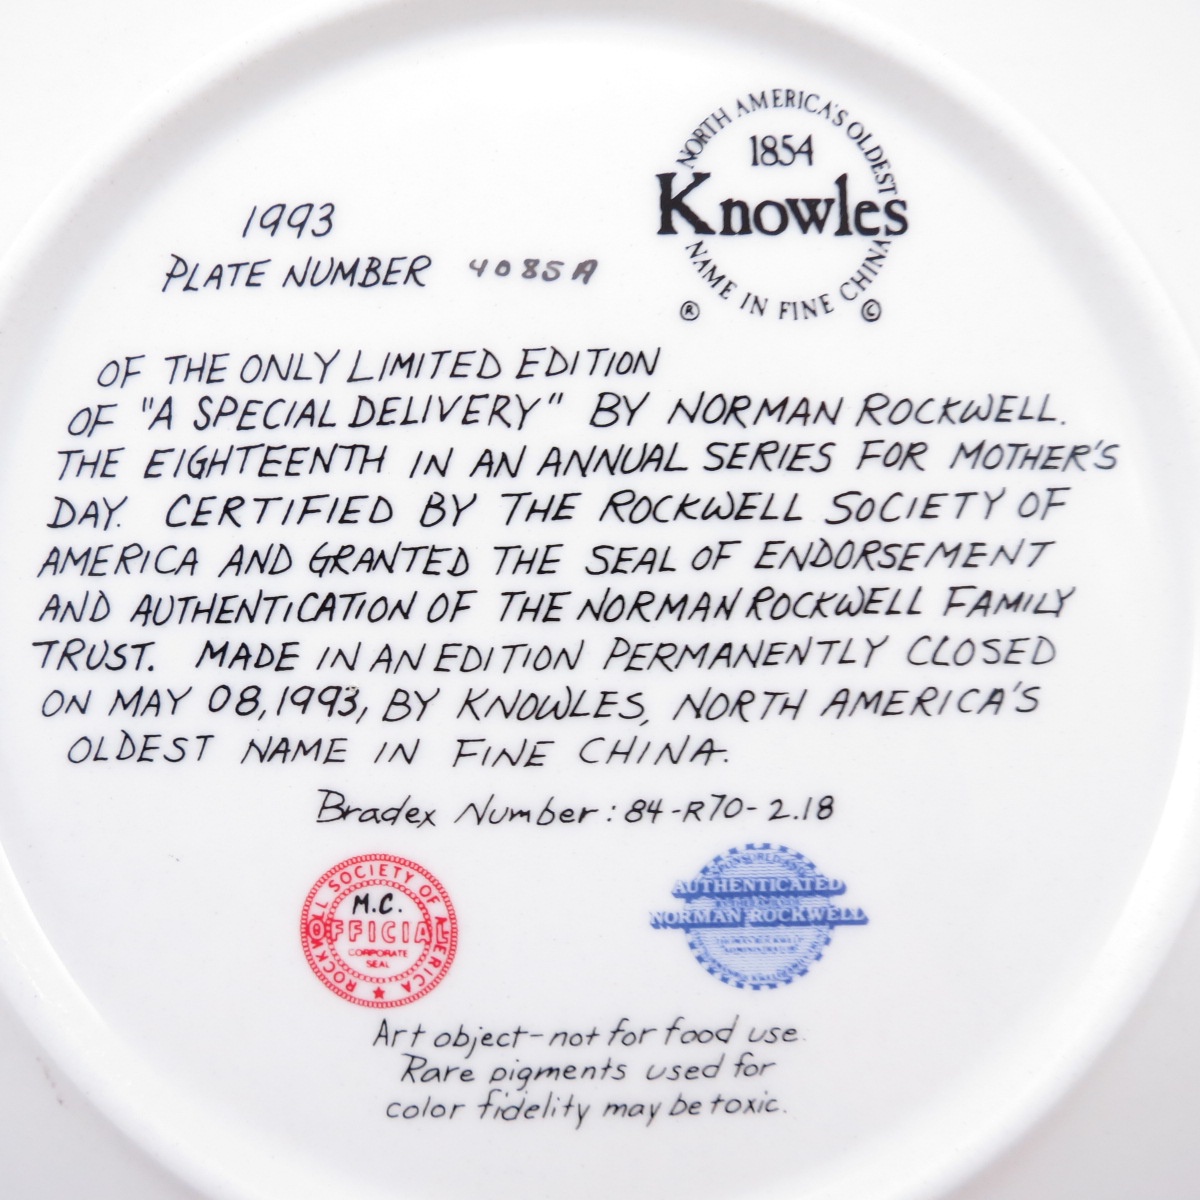 NORTH AMERICA'S OLDEST
1854
Knowles
NAME IN FINE CHINA
® ©
1993
PLATE NUMBER 4085A
OF THE ONLY LIMITED EDITION
OF "A SPECIAL DELIVERY" BY NORMAN ROCKWELL.
THE EIGHTEENTH IN AN ANNUAL SERIES FOR MOTHER'S
DAY. CERTIFIED BY THE ROCKWELL SOCIETY OF
AMERICA AND GRANTED THE SEAL OF ENDORSEMENT
AND AUTHENTICATION OF THE NORMAN ROCKWELL FAMILY
TRUST. MADE IN AN EDITION PERMANENTLY CLOSED
ON MAY 08, 1993, BY KNOWLES, NORTH AMERICA'S
OLDEST NAME IN FINE CHINA.
Bradex Number: 84-R70-2.18
ROCKWELL SOCIETY OF AMERICA
M.C.
OFFICIAL
CORPORATE
SEAL
AUTHENTICATED
NORMAN ROCKWELL
Art object-not for food use.
Rare pigments used for
color fidelity may be toxic.